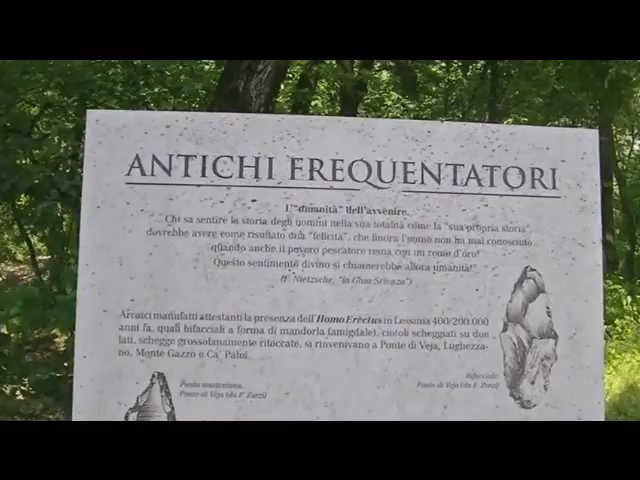 ANTICHI FREQUENTATORI
L'"umanità" dell'avvenire.
Chi sa sentire la storia degli uomini nella sua totalità come la "sua propria storia"
dovrebbe avere come risultato una "felicità", che finora l'uomo non ha mai conosciuto
quando anche il povero pescatore rema con un remo d'oro!
Questo sentimento divino si chiamerebbe allora umanità!"
(F. Nietzsche, "la Gaia Scienza")
Arcaici manufatti attestanti la presenza dell'Homo Erectus in Lessinia 400/200.000
anni fa, quali bifacciali a forma di mandorla (amigdale), ciotoli scheggiati su due
lati, schegge grossolanamente ritoccate, si rinvenivano a Ponte di Veja, Lughezza-
no, Monte Gazzo e Ca' Palui.
Punta musteriana.
Ponte di Veja (da F. Zorzi)
Bifacciale.
Ponte di Veja (da F. Zorzi)